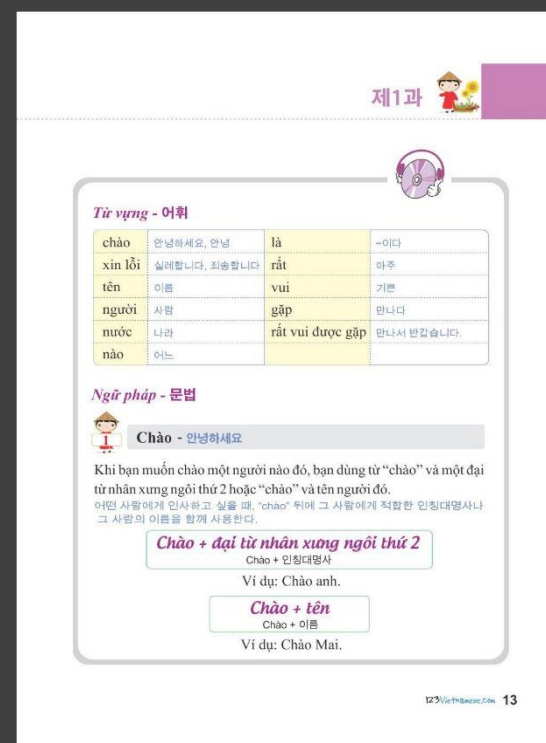 제1과
Từ vựng - 어휘
chào 안녕하세요, 안녕 là ~이다
xin lỗi 실례합니다, 죄송합니다 rất 아주
tên 이름 vui 기쁜
người 사람 gặp 만나다
nước 나라 rất vui được gặp 만나서 반갑습니다.
nào 어느
Ngữ pháp - 문법
1 Chào - 안녕하세요
Khi bạn muốn chào một người nào đó, bạn dùng từ “chào” và một đại
từ nhân xưng ngôi thứ 2 hoặc “chào” và tên người đó.
어떤 사람에게 인사하고 싶을 때, "chào" 뒤에 그 사람에게 적합한 인칭대명사나
그 사람의 이름을 함께 사용한다.
Chào + đại từ nhân xưng ngôi thứ 2
Chào + 인칭대명사
Ví dụ: Chào anh.
Chào + tên
Chào + 이름
Ví dụ: Chào Mai.
123Vietnamese.com 13